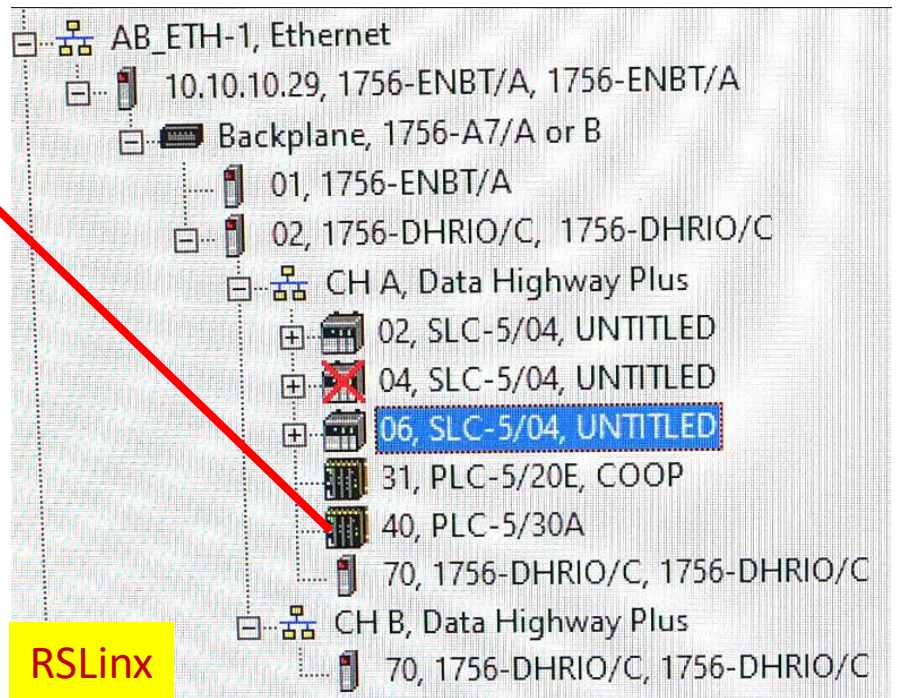 AB_ETH-1, Ethernet
10.10.10.29, 1756-ENBT/A, 1756-ENBT/A
Backplane, 1756-A7/A or B
01, 1756-ENBT/A
02, 1756-DHRIO/C, 1756-DHRIO/C
CH A, Data Highway Plus
02, SLC-5/04, UNTITLED
04, SLC-5/04, UNTITLED
06, SLC-5/04, UNTITLED
31, PLC-5/20E, COOP
40, PLC-5/30A
70, 1756-DHRIO/C, 1756-DHRIO/C
CH B, Data Highway Plus
70, 1756-DHRIO/C, 1756-DHRIO/C
RSLinx